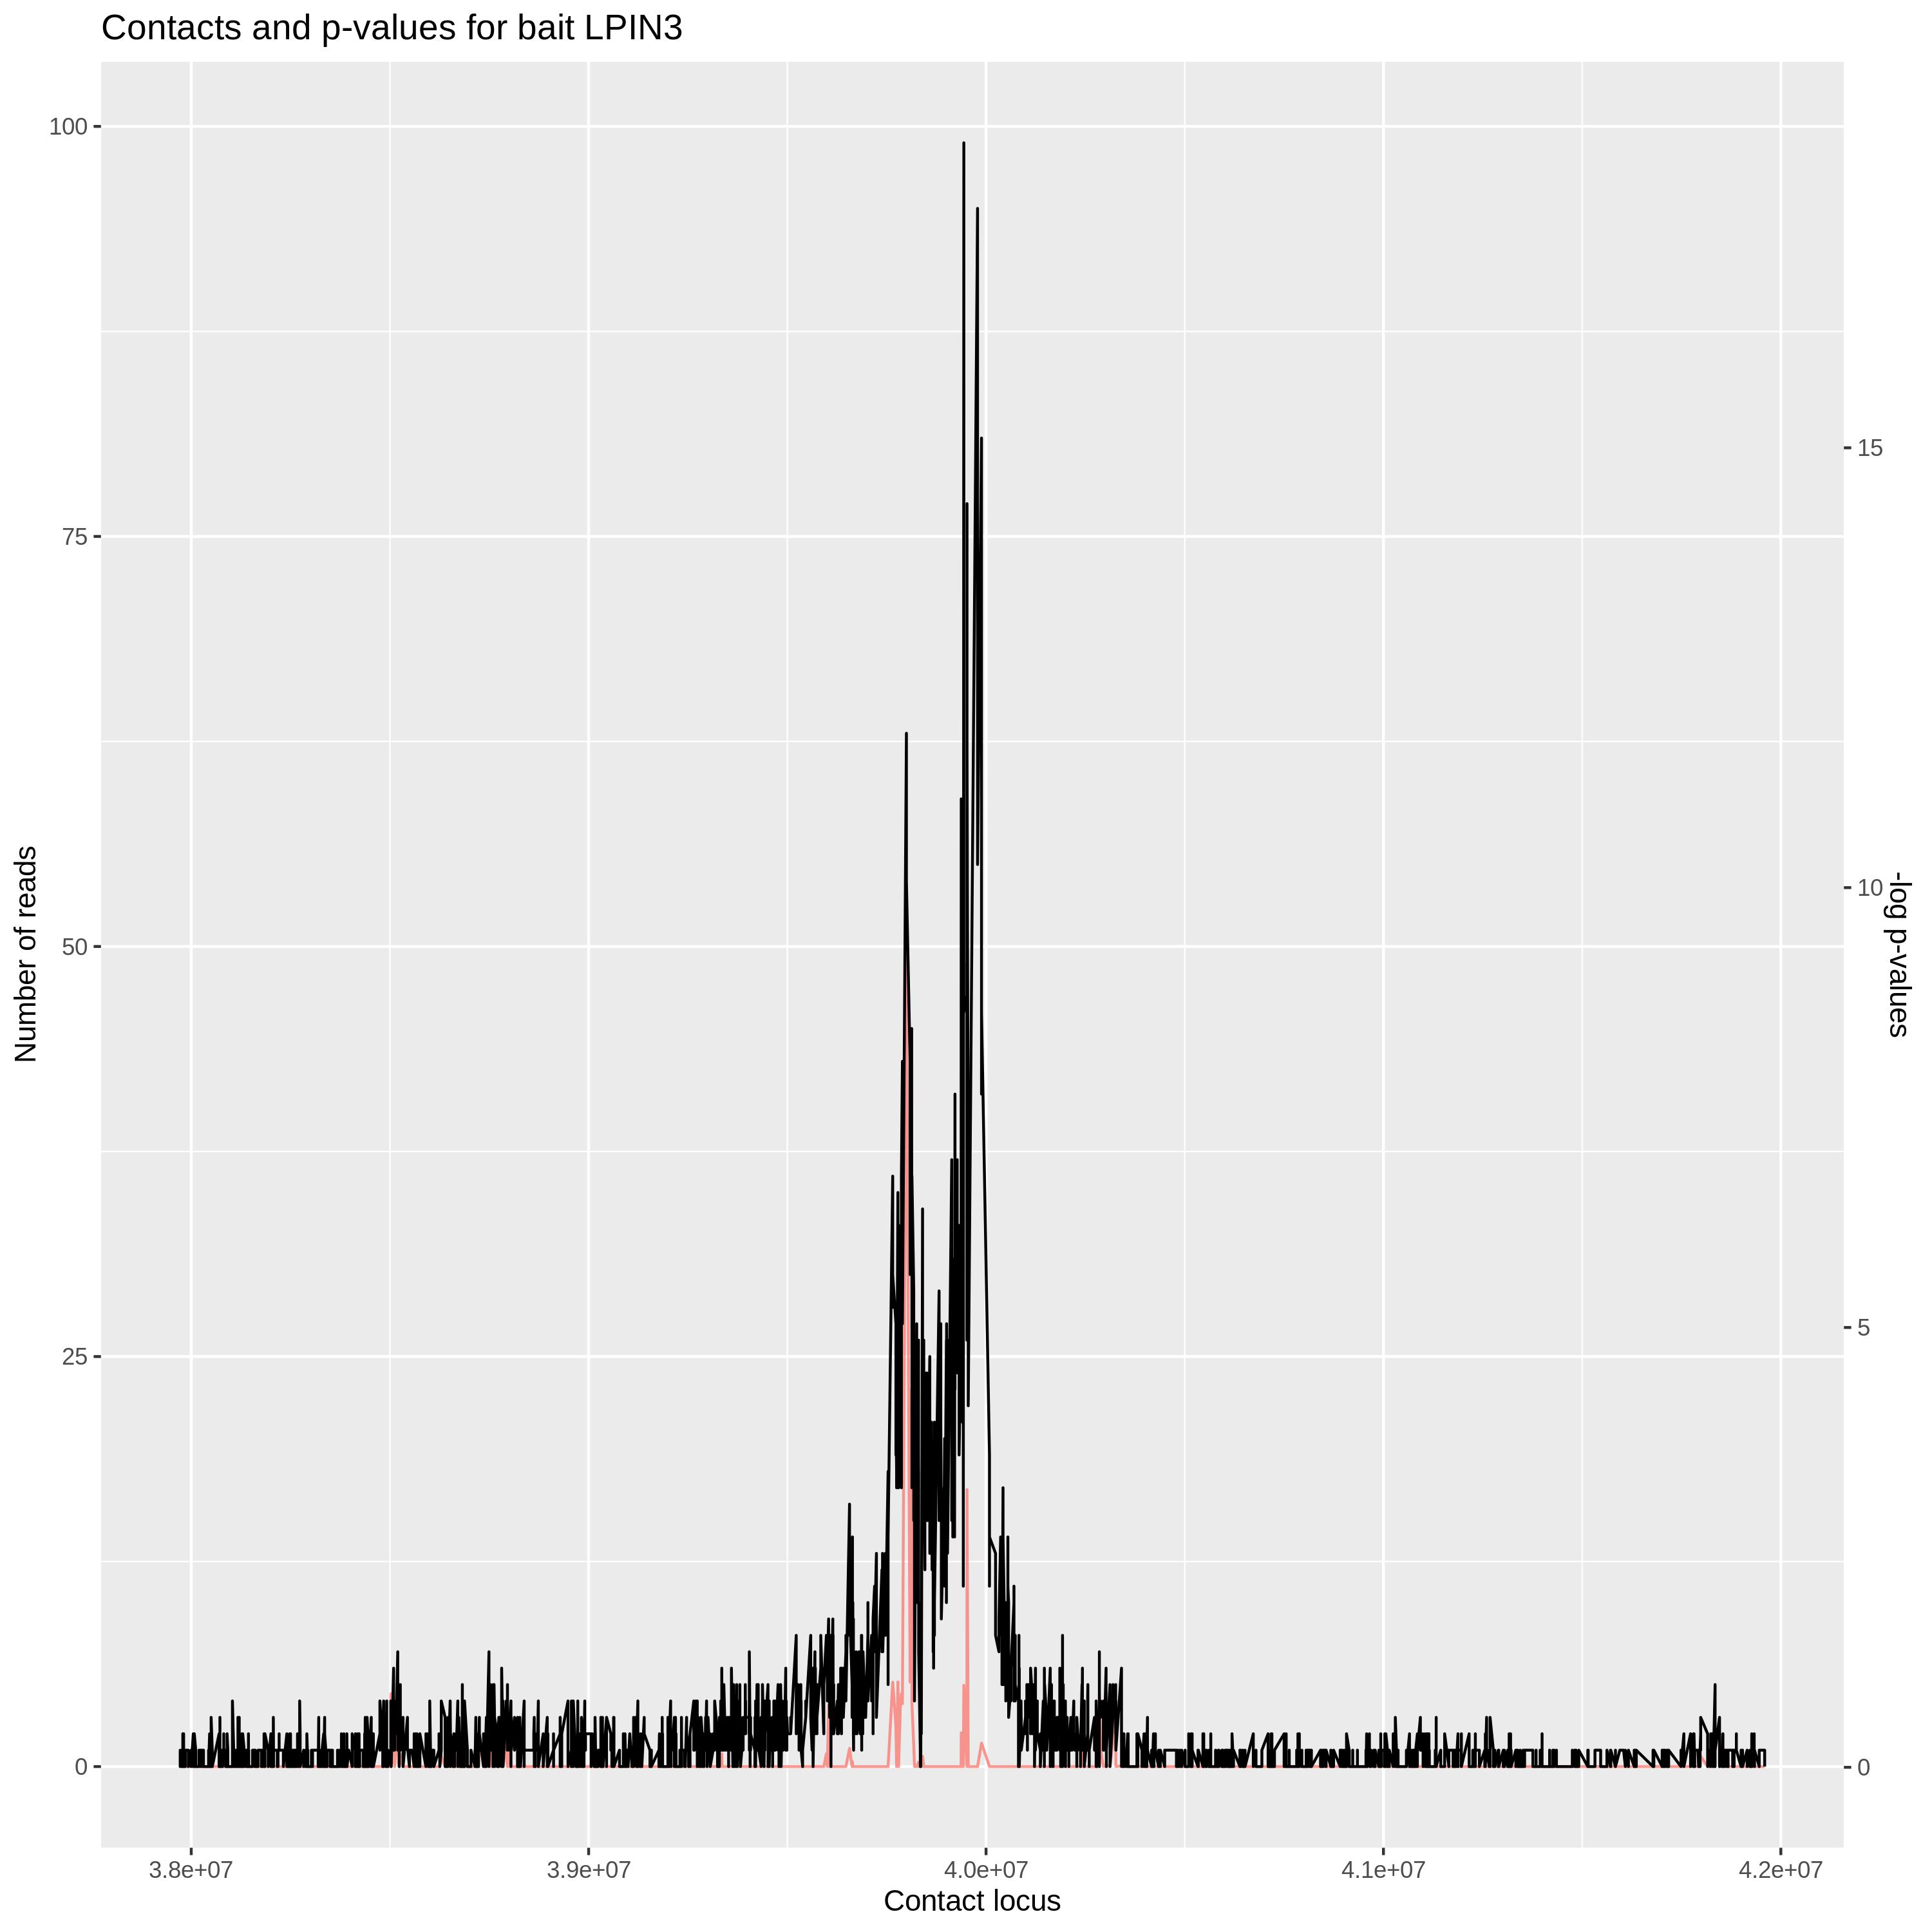 Contacts and p-values for bait LPIN3
100
75
50
25
0
Number of reads
15
10
5
0
-log p-values
3.8e+07 3.9e+07 4.0e+07 4.1e+07 4.2e+07
Contact locus